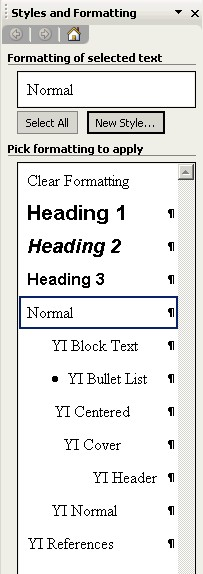 Styles and Formatting
Formatting of selected text
Normal
Select All New Style...
Pick formatting to apply
Clear Formatting
Heading 1 ¶
Heading 2 ¶
Heading 3 ¶
Normal ¶
YI Block Text ¶
• YI Bullet List ¶
YI Centered ¶
YI Cover ¶
YI Header ¶
YI Normal ¶
YI References ¶